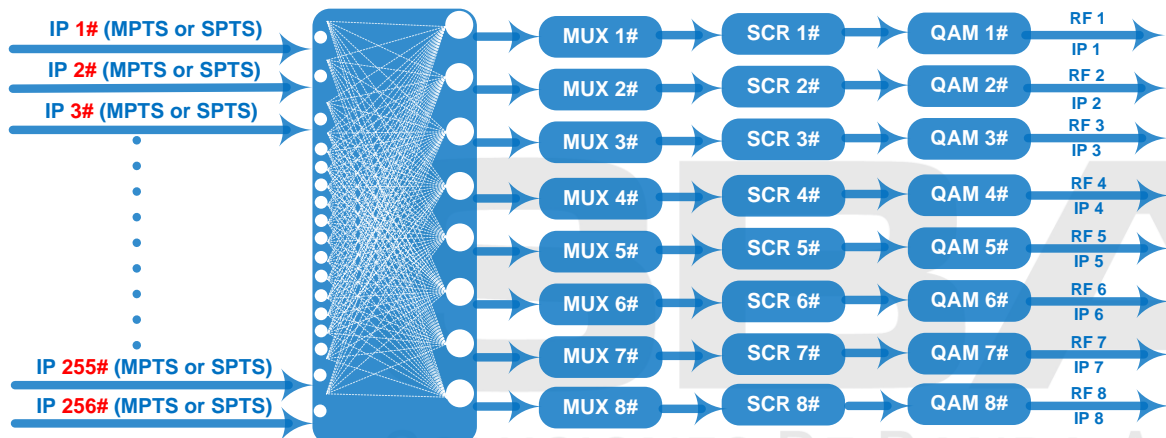 IP 1# (MPTS or SPTS)
IP 2# (MPTS or SPTS)
IP 3# (MPTS or SPTS)
IP 255# (MPTS or SPTS)
IP 256# (MPTS or SPTS)
MUX 1# SCR 1# QAM 1# RF 1
IP 1
MUX 2# SCR 2# QAM 2# RF 2
IP 2
MUX 3# SCR 3# QAM 3# RF 3
IP 3
MUX 4# SCR 4# QAM 4# RF 4
IP 4
MUX 5# SCR 5# QAM 5# RF 5
IP 5
MUX 6# SCR 6# QAM 6# RF 6
IP 6
MUX 7# SCR 7# QAM 7# RF 7
IP 7
MUX 8# SCR 8# QAM 8# RF 8
IP 8